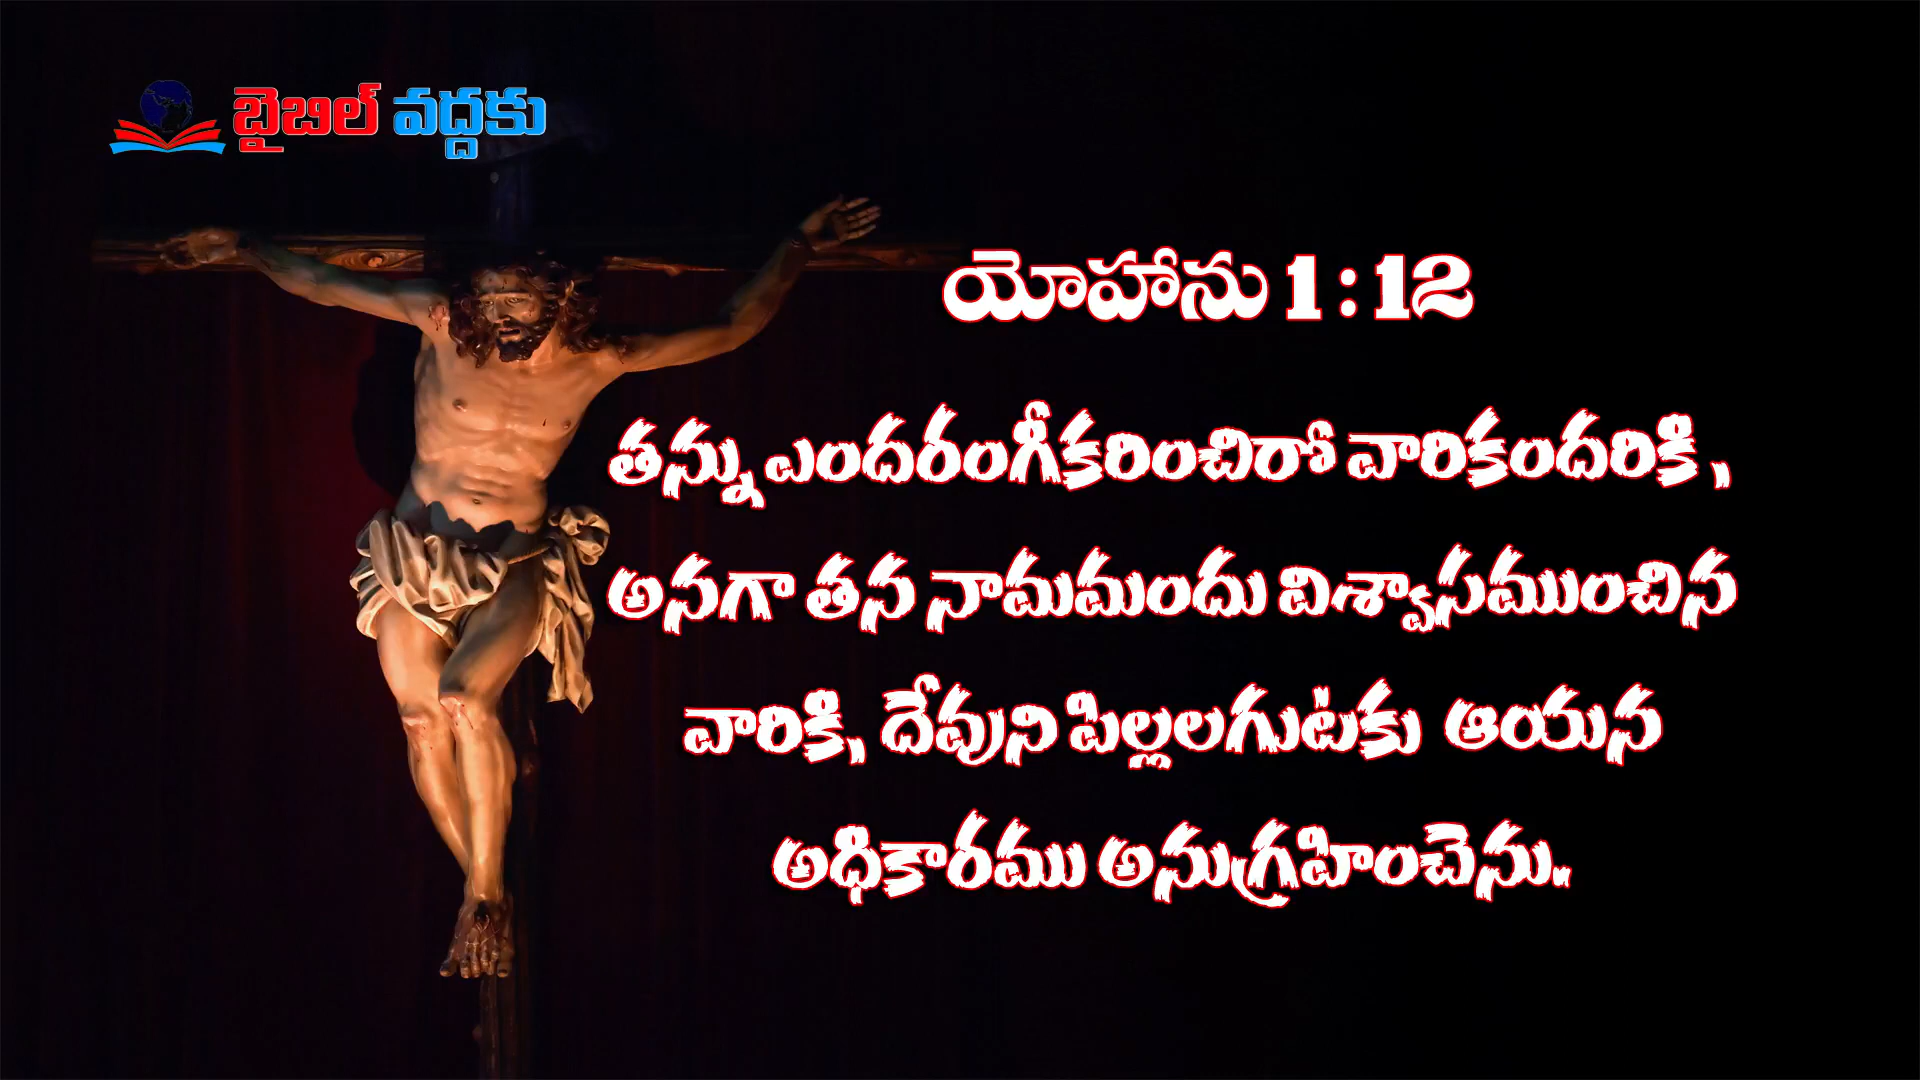 బైబిల్ వద్దకు
యోహాను 1 : 12
తన్ను ఎందరంగీకరించిరో వారికందరికి ,
అనగా తన నామమందు విశ్వాసముంచిన
వారికి, దేవుని పిల్లలగుటకు ఆయన
అధికారము అనుగ్రహించెను.